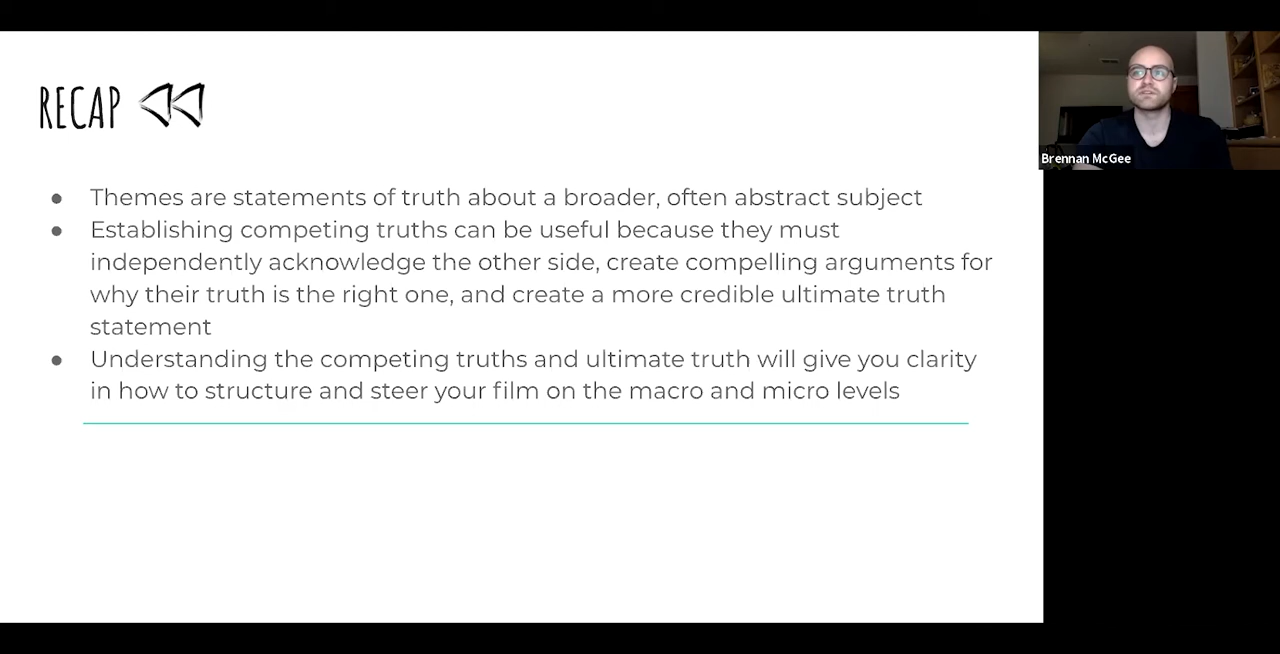 RECAP
Themes are statements of truth about a broader, often abstract subject
Establishing competing truths can be useful because they must
independently acknowledge the other side, create compelling arguments for
why their truth is the right one, and create a more credible ultimate truth
statement
Understanding the competing truths and ultimate truth will give you clarity
in how to structure and steer your film on the macro and micro levels
Brennan McGee